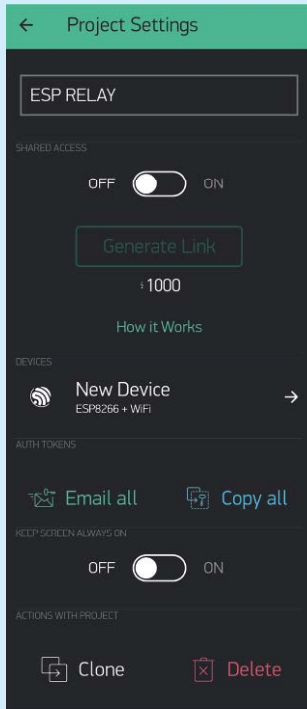 Project Settings
ESP RELAY
SHARED ACCESS
OFF ON
Generate Link
1000
How it Works
DEVICES
New Device
ESP8266 + WiFi
AUTH TOKENS
Email all Copy all
KEEP SCREEN ALWAYS ON
OFF ON
ACTIONS WITH PROJECT
Clone Delete